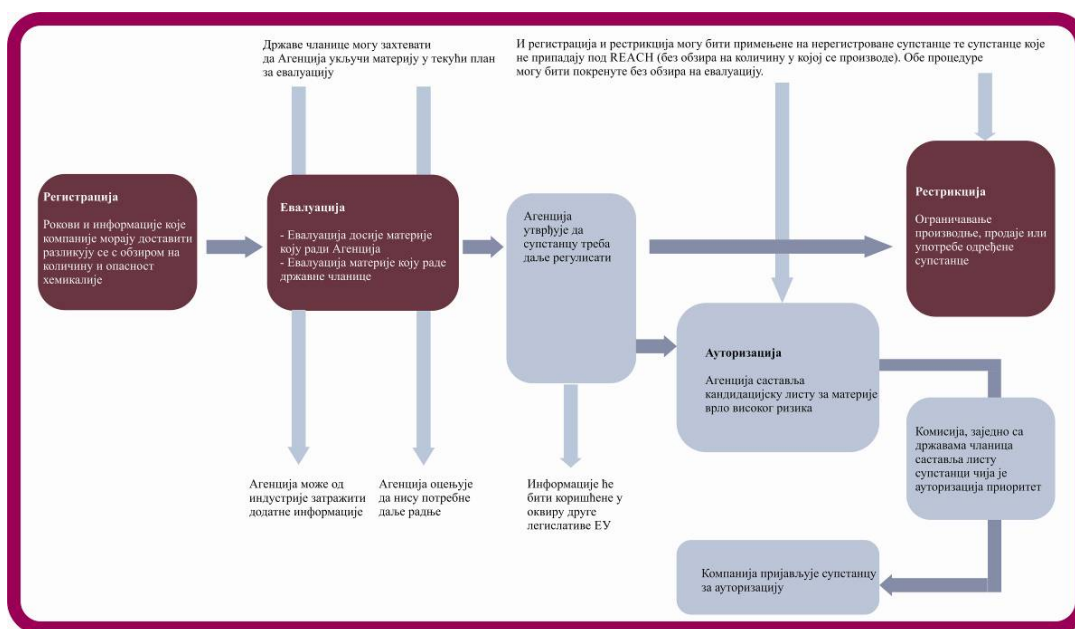 Државе чланице могу захтевати
да Агенција укључи материју у текући план
за евалуацију
И регистрација и рестрикција могу бити примењене на нерегистроване супстанце те супстанце које
не припадају под REACH (без обзира на количину у којој се производе). Обе процедуре
могу бити покренуте без обзира на евалуацију.
Регистрација
Рокови и информације које
компаније морају доставити
разликују се с обзиром на
количину и опасност
хемикалије
Евалуација
- Евалуација досије материје
коју ради Агенција
- Евалуација материје коју раде
државне чланице
Агенција
утврђује да
супстанцу треба
даље регулисати
Рестрикција
Ограничавање
производње, продаје или
употребе одређене
супстанце
Ауторизација
Агенција саставља
кандидацијску листу за материје
врло високог ризика
Комисија, заједно са
државама чланица
саставља листу
супстанци чија је
ауторизација приоритет
Агенција може од
индустрије затражити
додатне информације
Агенција оцењује
да нису потребне
даље радње
Информације ће
бити коришћене у
оквиру друге
легислативе ЕУ
Компанија пријављује супстанцу
за ауторизацију